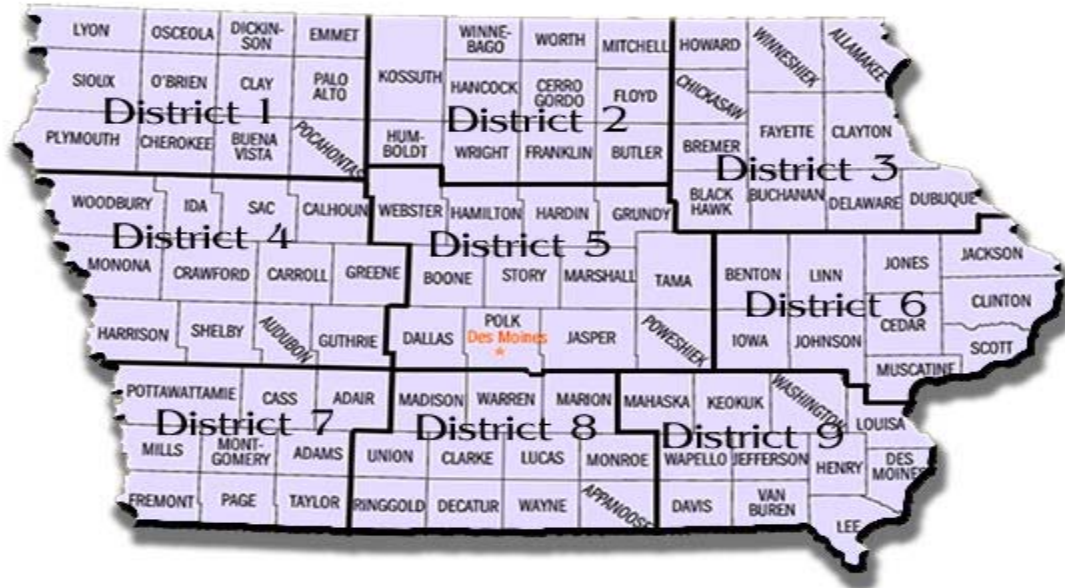 LYON
OSCEOLA
DICKIN-
SON
EMMET
WINNE-
BAGO
WORTH
MITCHELL
HOWARD
WINNESHIEK
ALLAMAKEE
SIOUX
O'BRIEN
CLAY
PALO
ALTO
KOSSUTH
HANCOCK
CERRO
GORDO
FLOYD
CHICKASAW
District 1
District 2
FAYETTE
CLAYTON
PLYMOUTH
CHEROKEE
BUENA
VISTA
POCAHONTAS
HUM-
BOLDT
WRIGHT
FRANKLIN
BUTLER
BREMER
District 3
WOODBURY
IDA
SAC
CALHOUN
WEBSTER
HAMILTON
HARDIN
GRUNDY
BLACK
HAWK
BUCHANAN
DELAWARE
DUBUQUE
District 4
District 5
MONONA
CRAWFORD
CARROLL
GREENE
BOONE
STORY
MARSHALL
TAMA
BENTON
LINN
JONES
JACKSON
District 6
CLINTON
HARRISON
SHELBY
AUDUBON
GUTHRIE
DALLAS
POLK
Des Moines
JASPER
POWESHIEK
IOWA
JOHNSON
CEDAR
SCOTT
MUSCATINE
POTTAWATTAMIE
CASS
ADAIR
MADISON
WARREN
MARION
MAHASKA
KEOKUK
WASHINGTON
LOUISA
District 7
District 8
District 9
MILLS
MONT-
GOMERY
ADAMS
UNION
CLARKE
LUCAS
MONROE
WAPELLO
JEFFERSON
HENRY
DES
MOINES
FREMONT
PAGE
TAYLOR
RINGGOLD
DECATUR
WAYNE
APPANOOSE
DAVIS
VAN
BUREN
LEE